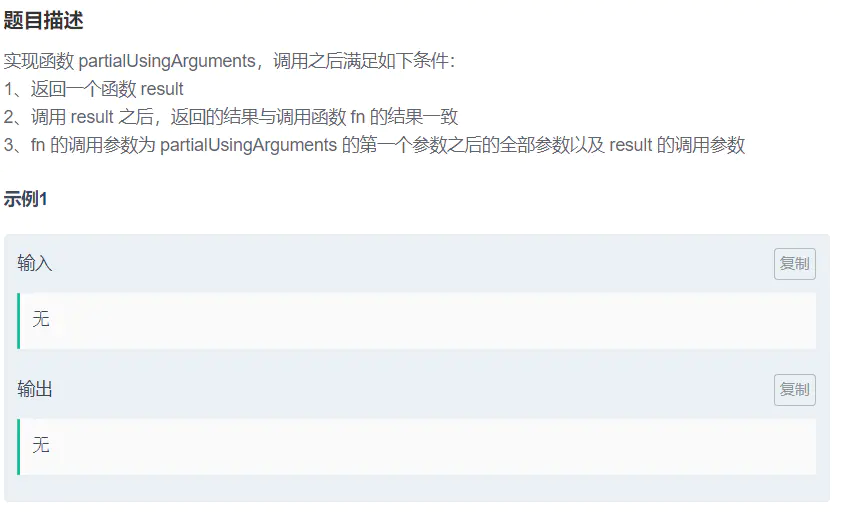 题目描述
实现函数 partialUsingArguments，调用之后满足如下条件：
1、返回一个函数 result
2、调用 result 之后，返回的结果与调用函数 fn 的结果一致
3、fn 的调用参数为 partialUsingArguments 的第一个参数之后的全部参数以及 result 的调用参数
示例1
输入
复制
无
输出
复制
无